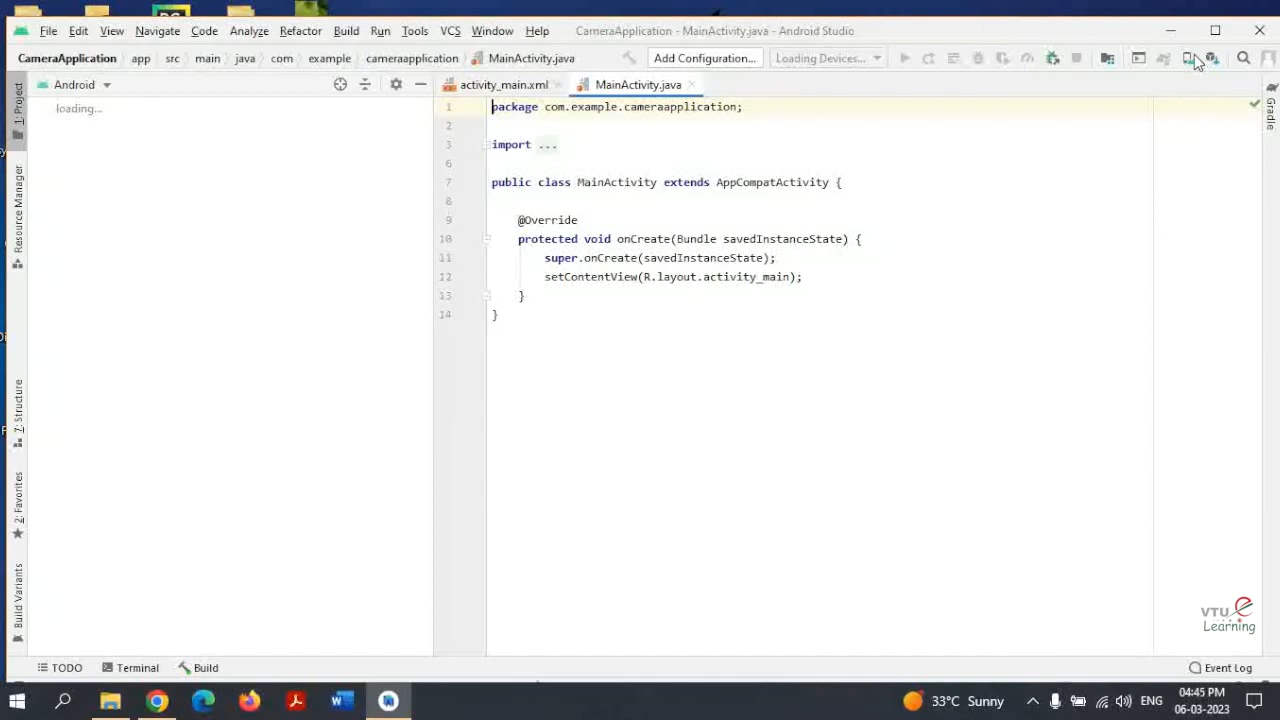 File Edit View Navigate Code Analyze Refactor Build Run Tools VCS Window Help CameraApplication - MainActivity.java - Android Studio
CameraApplication app src main java com example cameraapplication MainActivity.java Add Configuration... Loading Devices...
Android activity_main.xml MainActivity.java
loading...
1: Project
Resource Manager
7: Structure
2: Favorites
Build Variants
Gradle
1 package com.example.cameraapplication;
2
3 import ...
6
7 public class MainActivity extends AppCompatActivity {
8
9 @Override
10 protected void onCreate(Bundle savedInstanceState) {
11 super.onCreate(savedInstanceState);
12 setContentView(R.layout.activity_main);
13 }
14 }
VTU e
Learning
TODO Terminal Build Event Log
33°C Sunny ENG 04:45 PM
06-03-2023